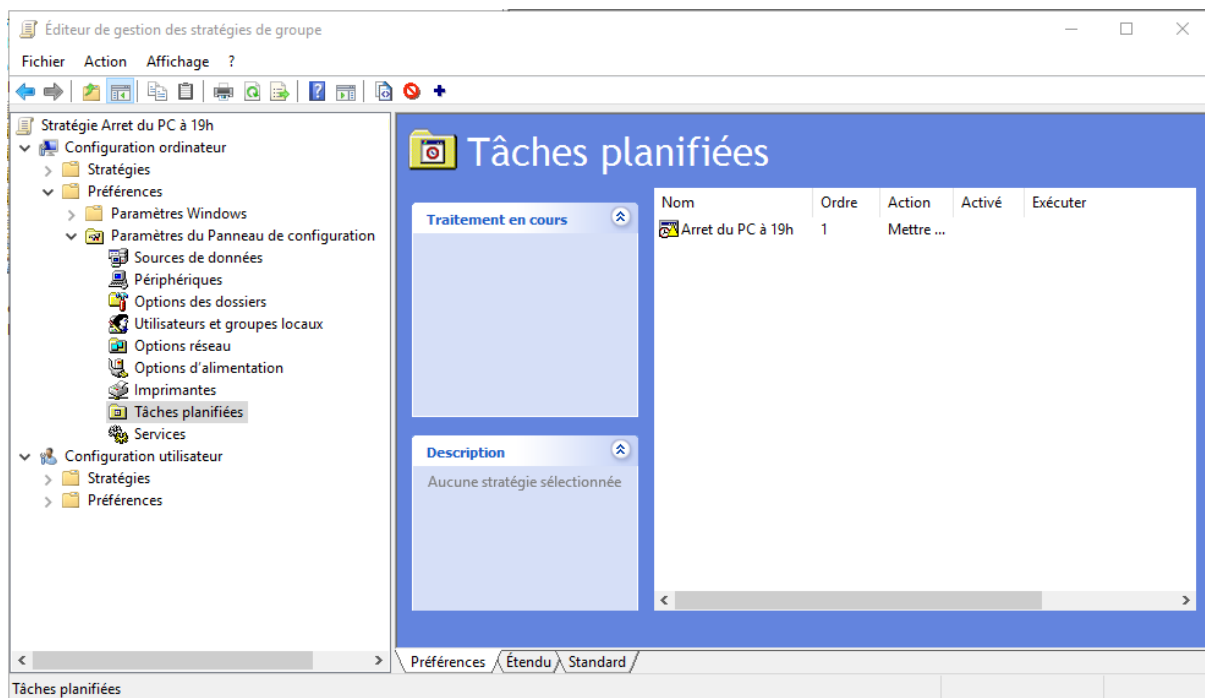 Éditeur de gestion des stratégies de groupe
Fichier Action Affichage ?
Stratégie Arret du PC à 19h
Configuration ordinateur
Stratégies
Préférences
Paramètres Windows
Paramètres du Panneau de configuration
Sources de données
Périphériques
Options des dossiers
Utilisateurs et groupes locaux
Options réseau
Options d'alimentation
Imprimantes
Tâches planifiées
Services
Configuration utilisateur
Stratégies
Préférences
Tâches planifiées
Traitement en cours
Description
Aucune stratégie sélectionnée
Nom Ordre Action Activé Exécuter
Arret du PC à 19h 1 Mettre ...
Préférences Étendu Standard
Tâches planifiées